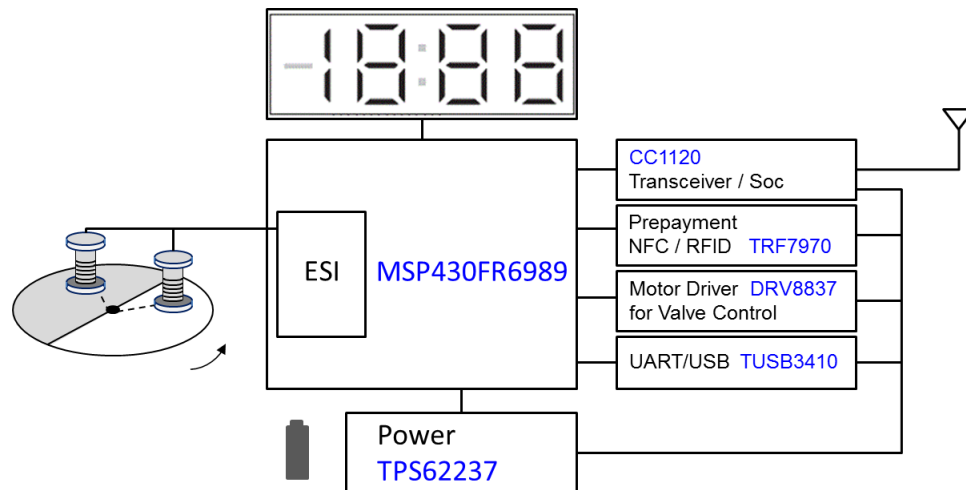 -18:88
CC1120
Transceiver / Soc
Prepayment
NFC / RFID TRF7970
ESI
MSP430FR6989
Motor Driver DRV8837
for Valve Control
UART/USB TUSB3410
Power
TPS62237